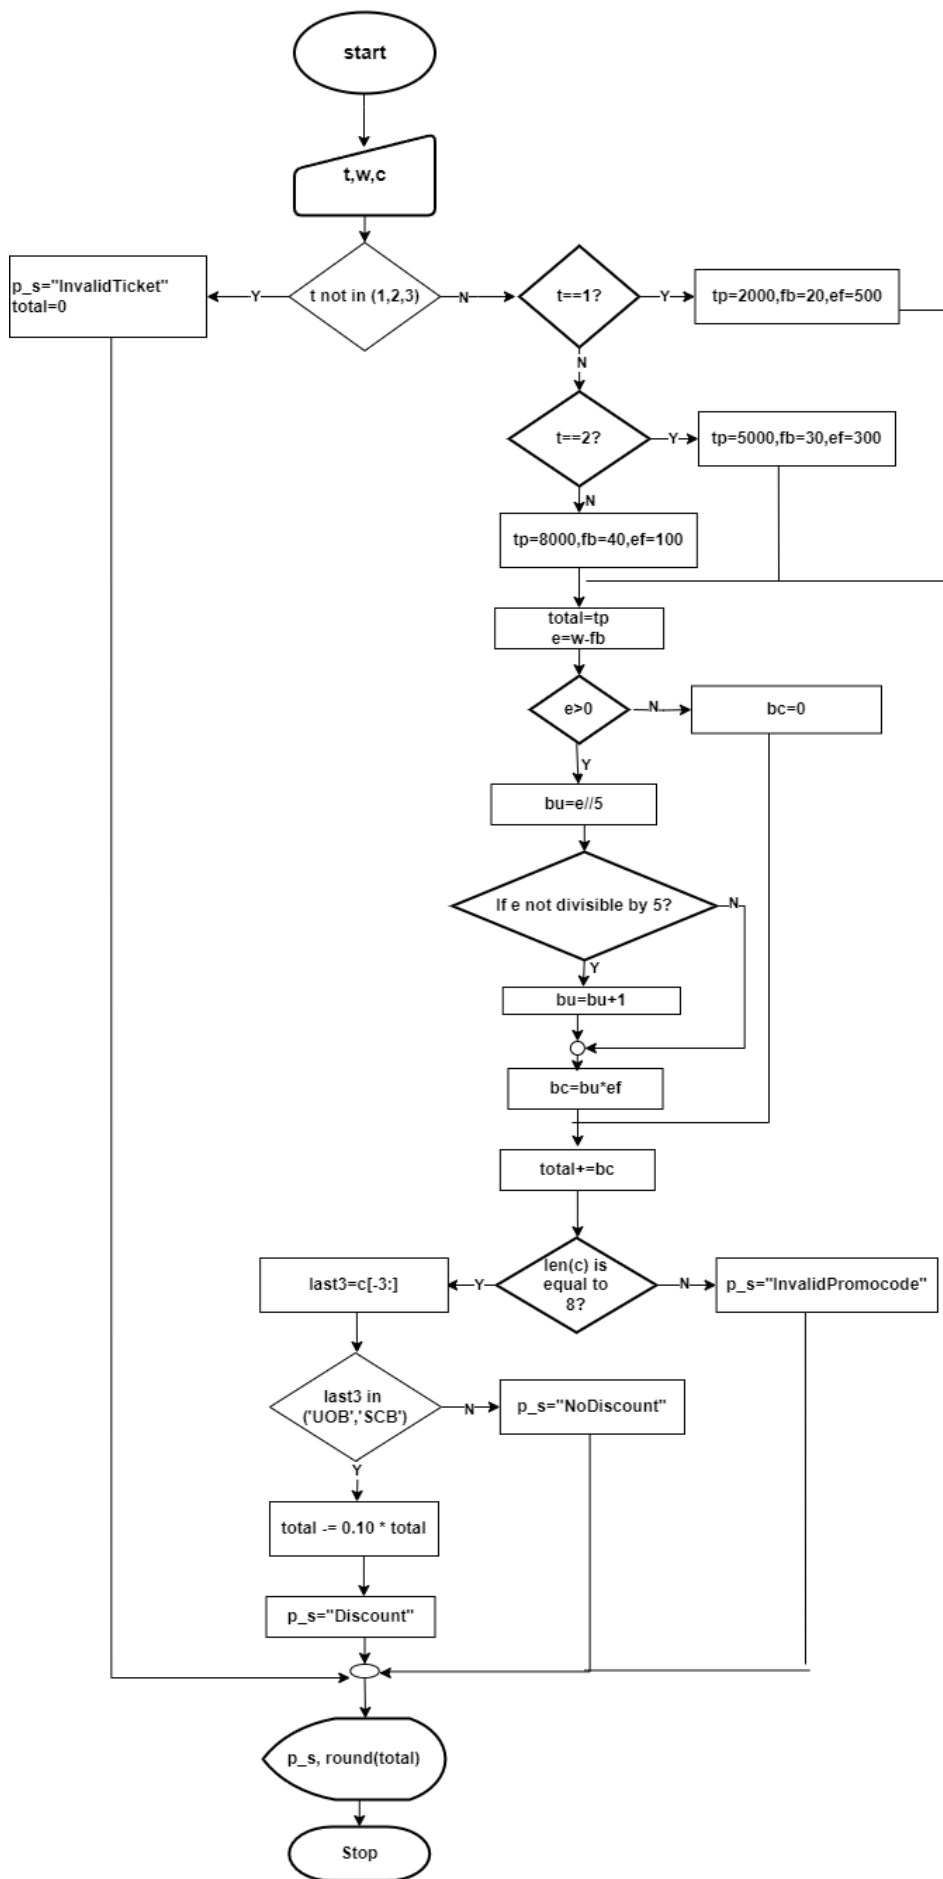 start
t,w,c
p_s="InvalidTicket"
total=0
Y
t not in (1,2,3)
N
t==1?
Y
tp=2000,fb=20,ef=500
N
t==2?
Y
tp=5000,fb=30,ef=300
N
tp=8000,fb=40,ef=100
total=tp
e=w-fb
e>0
N
bc=0
Y
bu=e//5
If e not divisible by 5?
N
Y
bu=bu+1
bc=bu*ef
total+=bc
last3=c[-3:]
Y
len(c) is
equal to
8?
N
p_s="InvalidPromocode"
last3 in
('UOB','SCB')
N
p_s="NoDiscount"
Y
total -= 0.10 * total
p_s="Discount"
p_s, round(total)
Stop